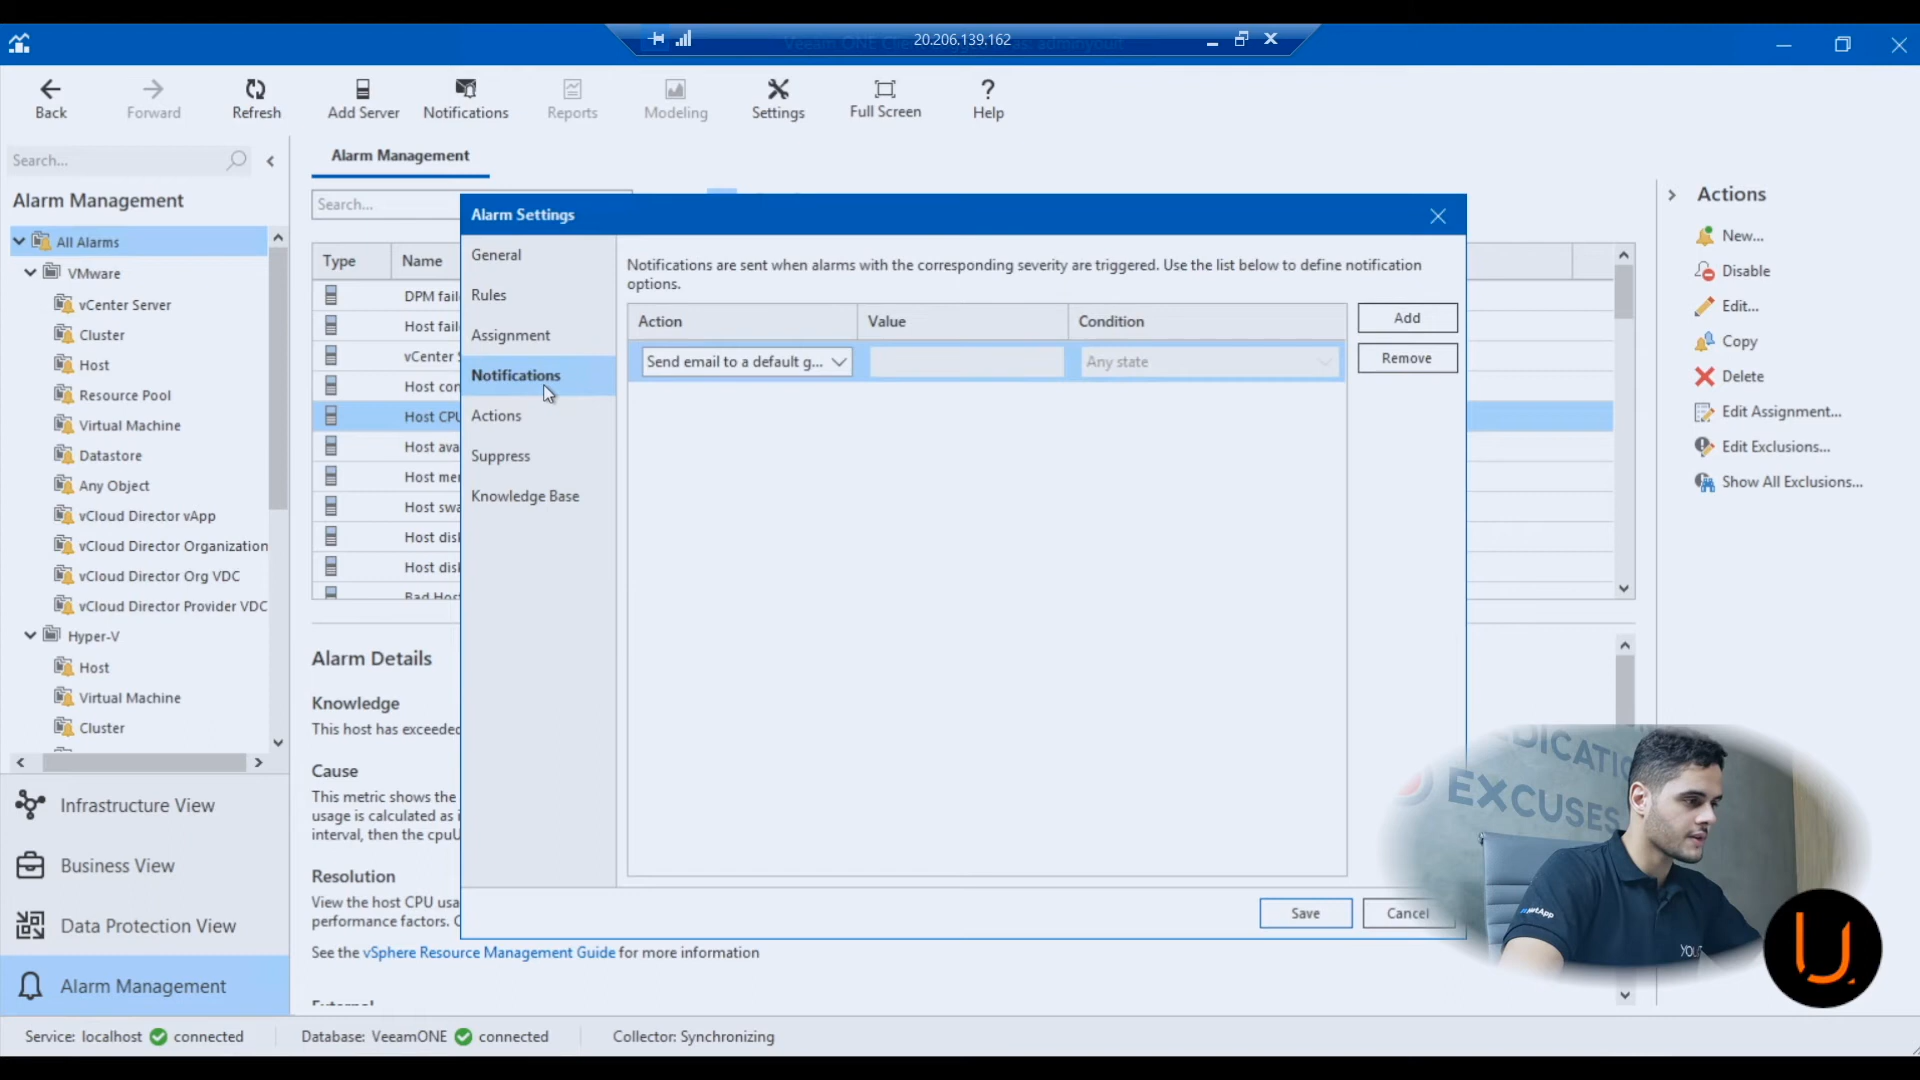 20.206.139.162
Back
Forward
Refresh
Add Server
Notifications
Reports
Modeling
Settings
Full Screen
Help
Search...
Alarm Management
All Alarms
VMware
vCenter Server
Cluster
Host
Resource Pool
Virtual Machine
Datastore
Any Object
vCloud Director vApp
vCloud Director Organization
vCloud Director Org VDC
vCloud Director Provider VDC
Hyper-V
Host
Virtual Machine
Cluster
Infrastructure View
Business View
Data Protection View
Alarm Management
Alarm Management
Search...
Type Name
DPM fail
Host fail
vCenter S
Host con
Host CPU
Host ava
Host mer
Host swa
Host disl
Host disl
Bad Host
Alarm Settings
General
Rules
Assignment
Notifications
Actions
Suppress
Knowledge Base
Notifications are sent when alarms with the corresponding severity are triggered. Use the list below to define notification
options.
Action Value Condition
Send email to a default g... Any state
Add
Remove
Save Cancel
Alarm Details
Knowledge
This host has exceeded
Cause
This metric shows the
usage is calculated as i
interval, then the cpuU
Resolution
View the host CPU usa
performance factors. C
See the vSphere Resource Management Guide for more information
Actions
New...
Disable
Edit...
Copy
Delete
Edit Assignment...
Edit Exclusions...
Show All Exclusions...
DICATIO
EXCUSES
NetApp
YOU
U
Service: localhost connected
Database: VeeamONE connected
Collector: Synchronizing